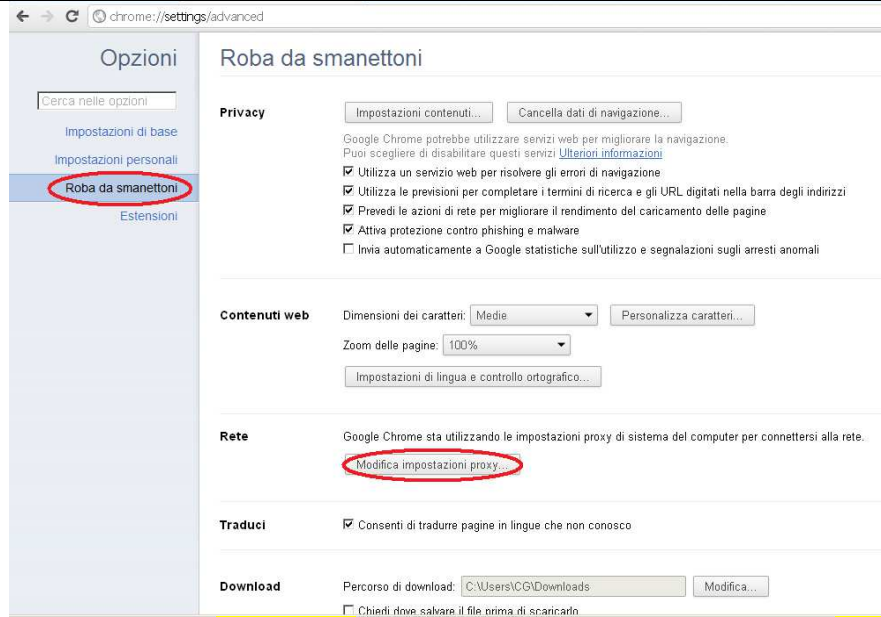 chrome://settings/advanced
Opzioni
Cerca nelle opzioni
Impostazioni di base
Impostazioni personali
Roba da smanettoni
Estensioni
Roba da smanettoni
Privacy
Impostazioni contenuti...
Cancella dati di navigazione...
Google Chrome potrebbe utilizzare servizi web per migliorare la navigazione.
Puoi scegliere di disabilitare questi servizi Ulteriori informazioni
Utilizza un servizio web per risolvere gli errori di navigazione
Utilizza le previsioni per completare i termini di ricerca e gli URL digitati nella barra degli indirizzi
Prevedi le azioni di rete per migliorare il rendimento del caricamento delle pagine
Attiva protezione contro phishing e malware
Invia automaticamente a Google statistiche sull'utilizzo e segnalazioni sugli arresti anomali
Contenuti web
Dimensioni dei caratteri: Medie
Personalizza caratteri...
Zoom delle pagine: 100%
Impostazioni di lingua e controllo ortografico...
Rete
Google Chrome sta utilizzando le impostazioni proxy di sistema del computer per connettersi alla rete.
Modifica impostazioni proxy...
Traduci
Consenti di tradurre pagine in lingue che non conosco
Download
Percorso di download: C:\Users\CG\Downloads
Modifica...
Chiedi dove salvare il file prima di scaricarlo